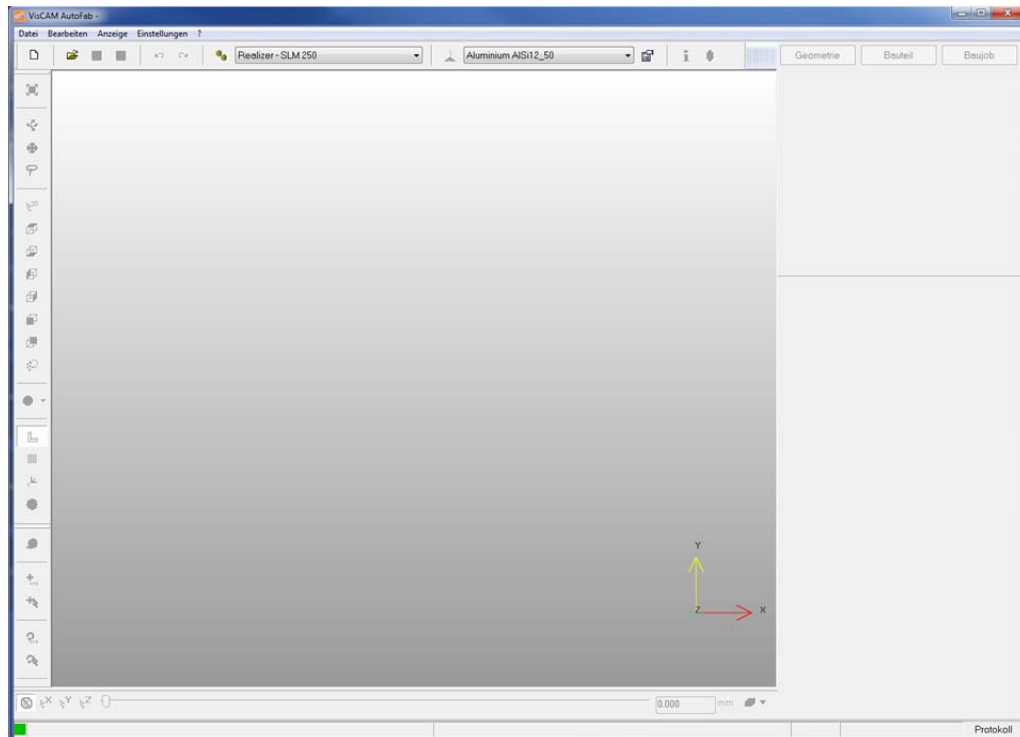 VisCAM AutoFab -
Datei Bearbeiten Anzeige Einstellungen ?
Realizer - SLM 250 Aluminium AlSi12_50 Geometrie Bauteil Baujob
Y
Z X
X Y Z 0.000 mm
Protokoll